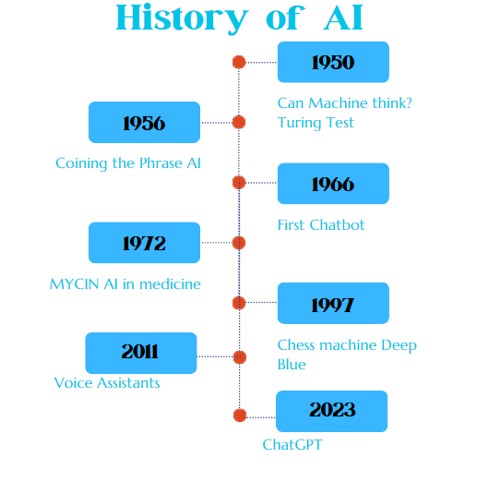 History of AI
1950
Can Machine think?
Turing Test
1956
Coining the Phrase AI
1966
First Chatbot
1972
MYCIN AI in medicine
1997
Chess machine Deep
Blue
2011
Voice Assistants
2023
ChatGPT